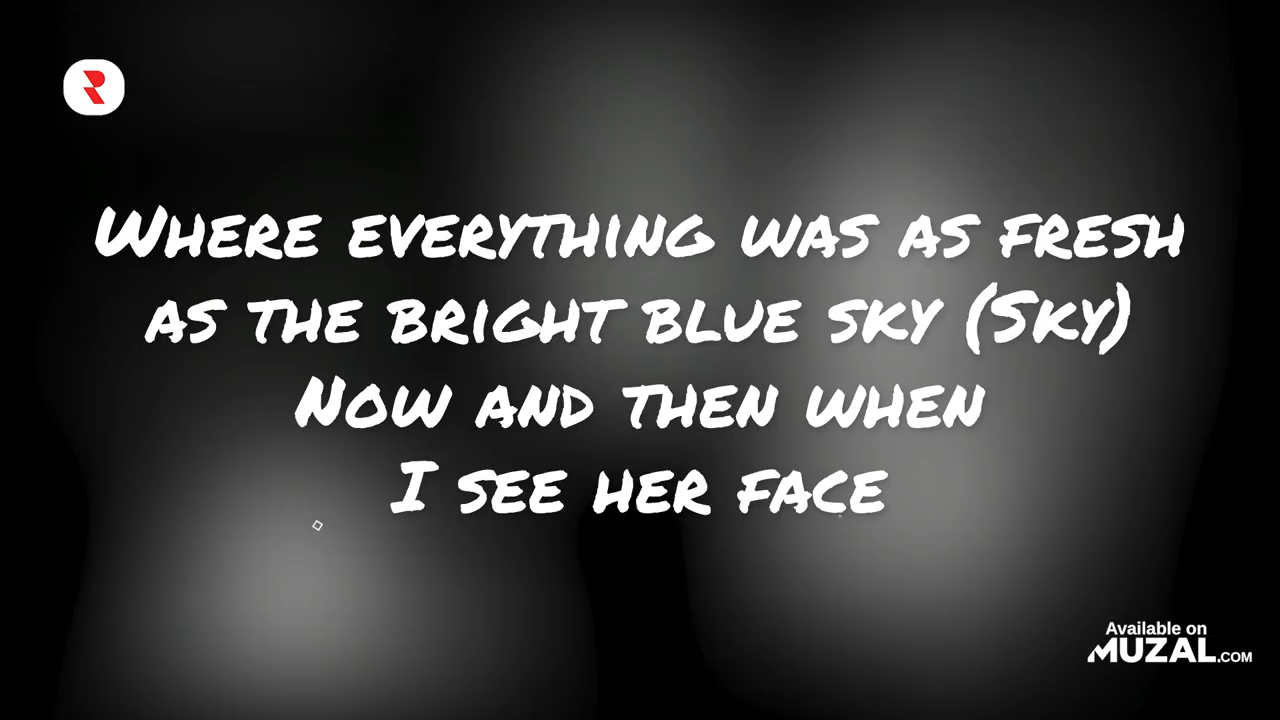 Where everything was as fresh
as the bright blue sky (Sky)
Now and then when
I see her face
Available on
MUZAL.COM